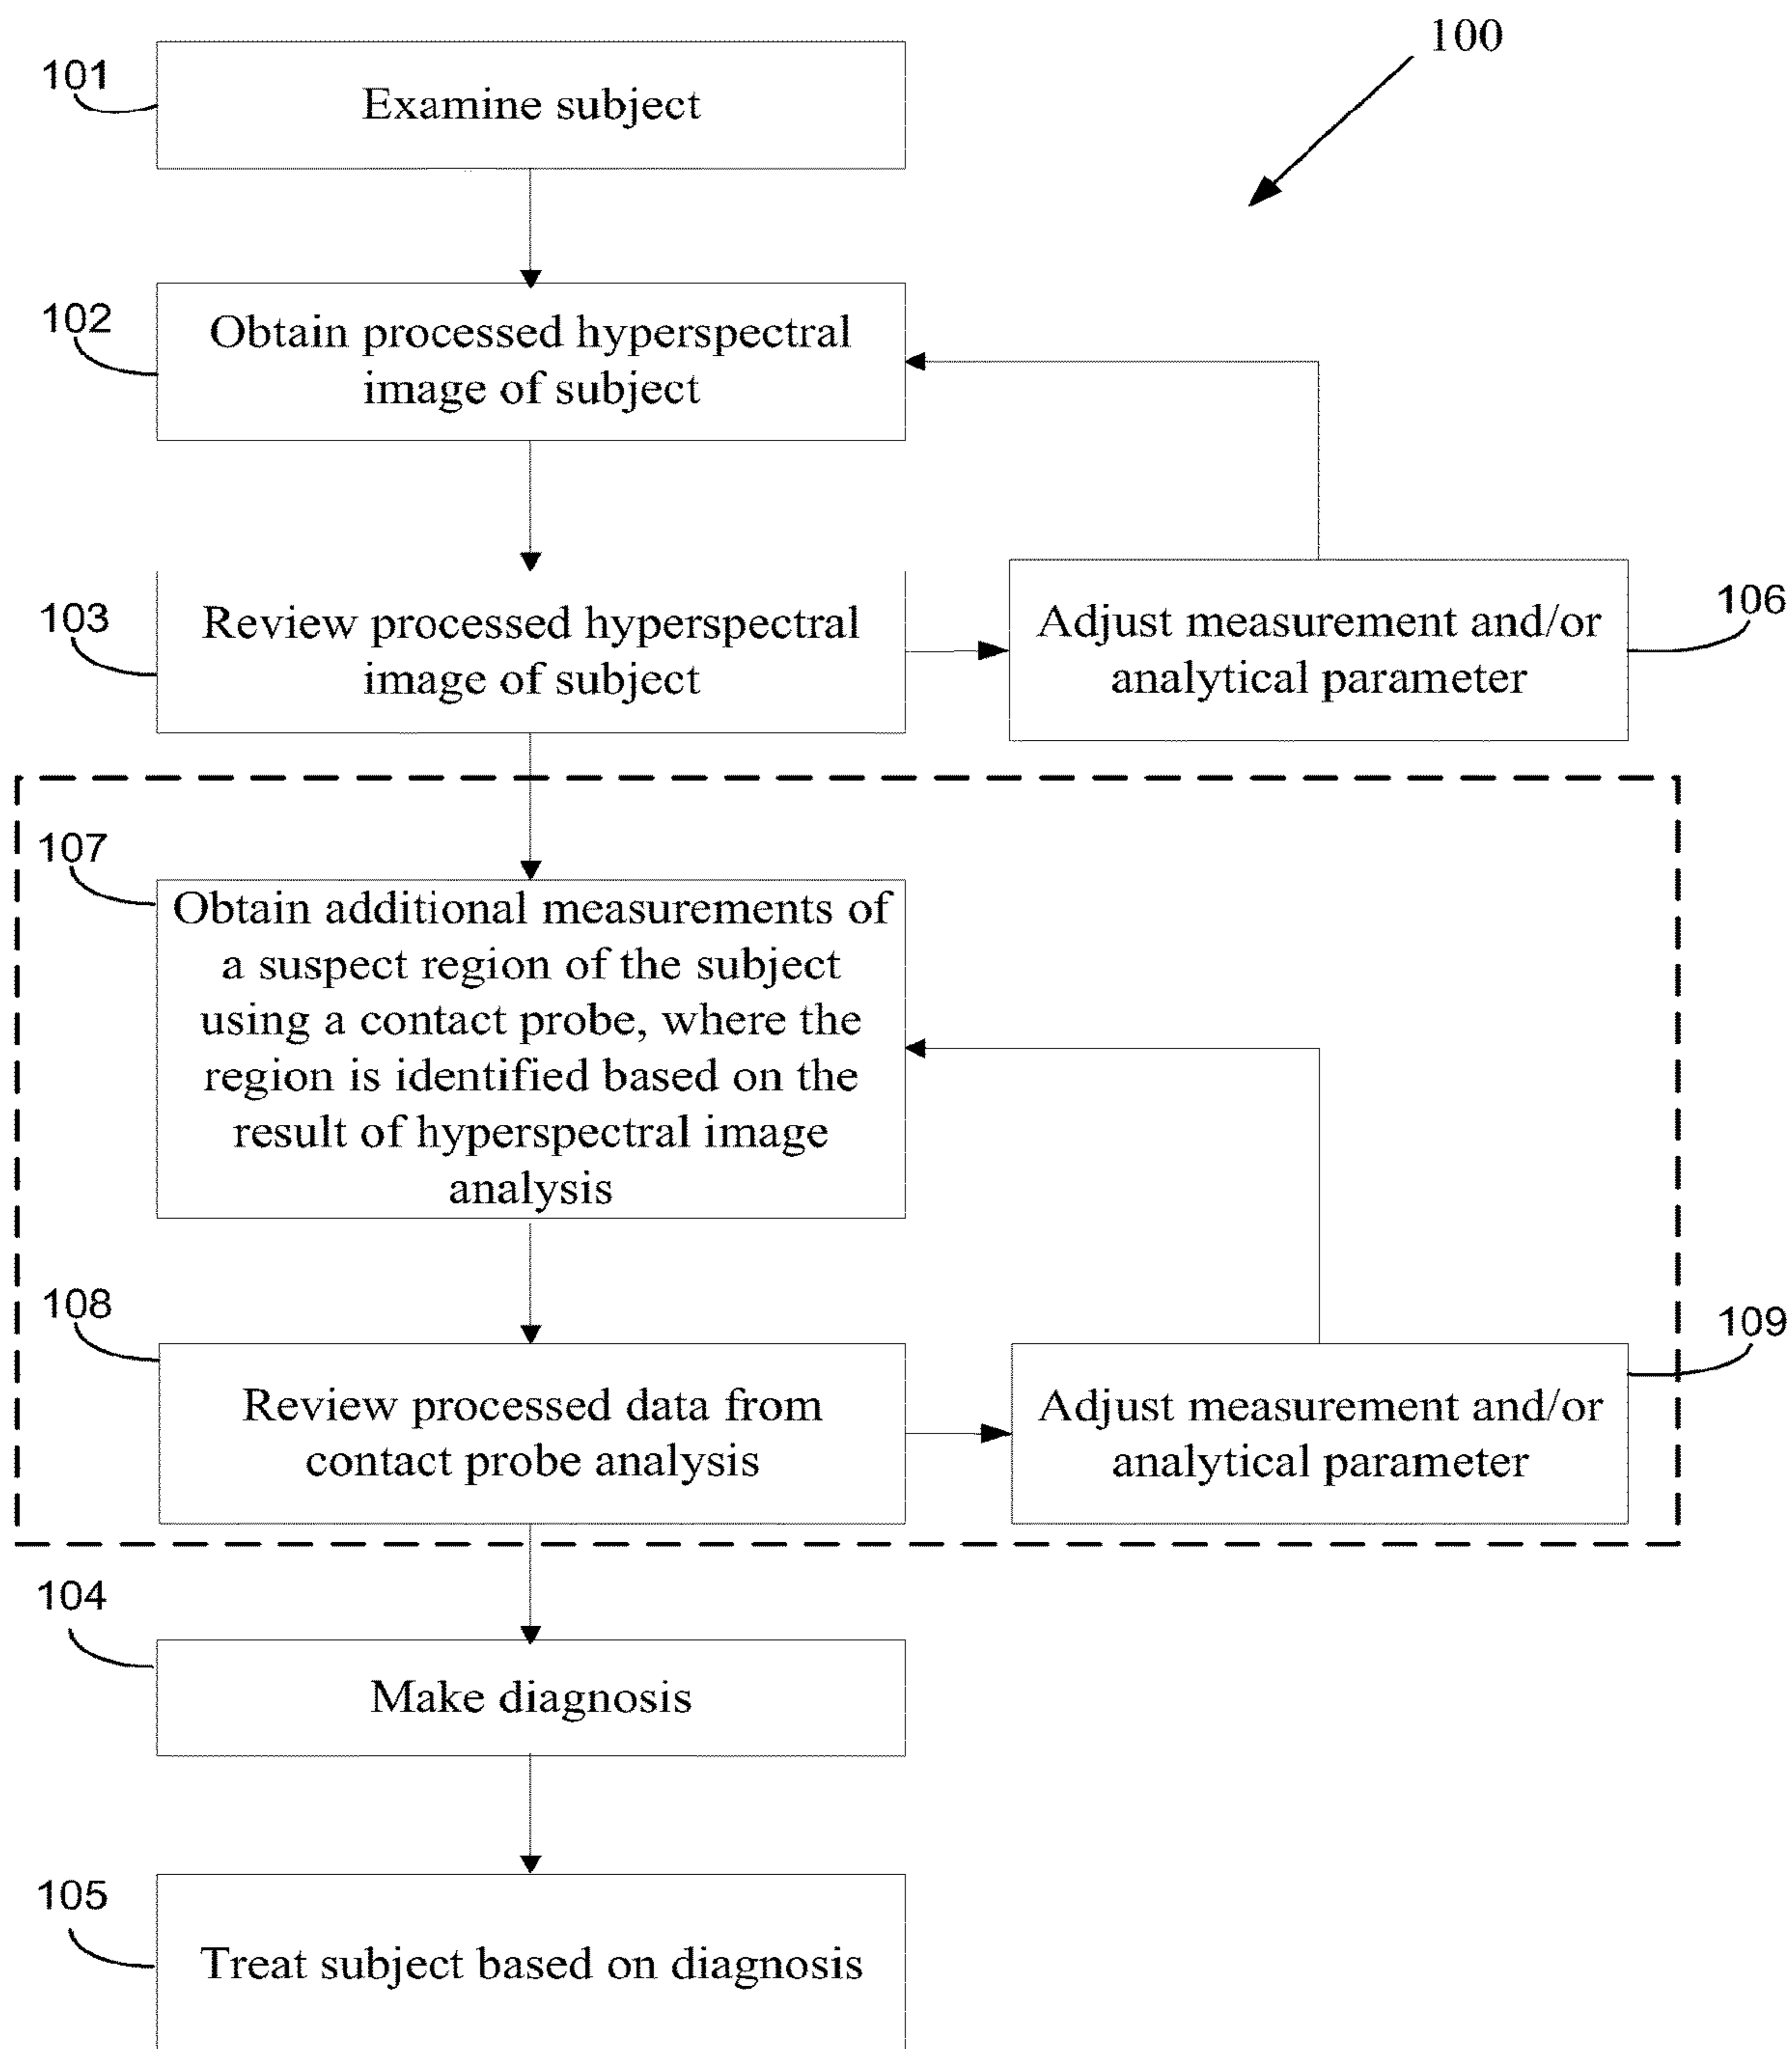 100
101
Examine subject
102
Obtain processed hyperspectral
image of subject
103
Review processed hyperspectral
image of subject
Adjust measurement and/or
analytical parameter
106
107
Obtain additional measurements of
a suspect region of the subject
using a contact probe, where the
region is identified based on the
result of hyperspectral image
analysis
108
Review processed data from
contact probe analysis
Adjust measurement and/or
analytical parameter
109
104
Make diagnosis
105
Treat subject based on diagnosis